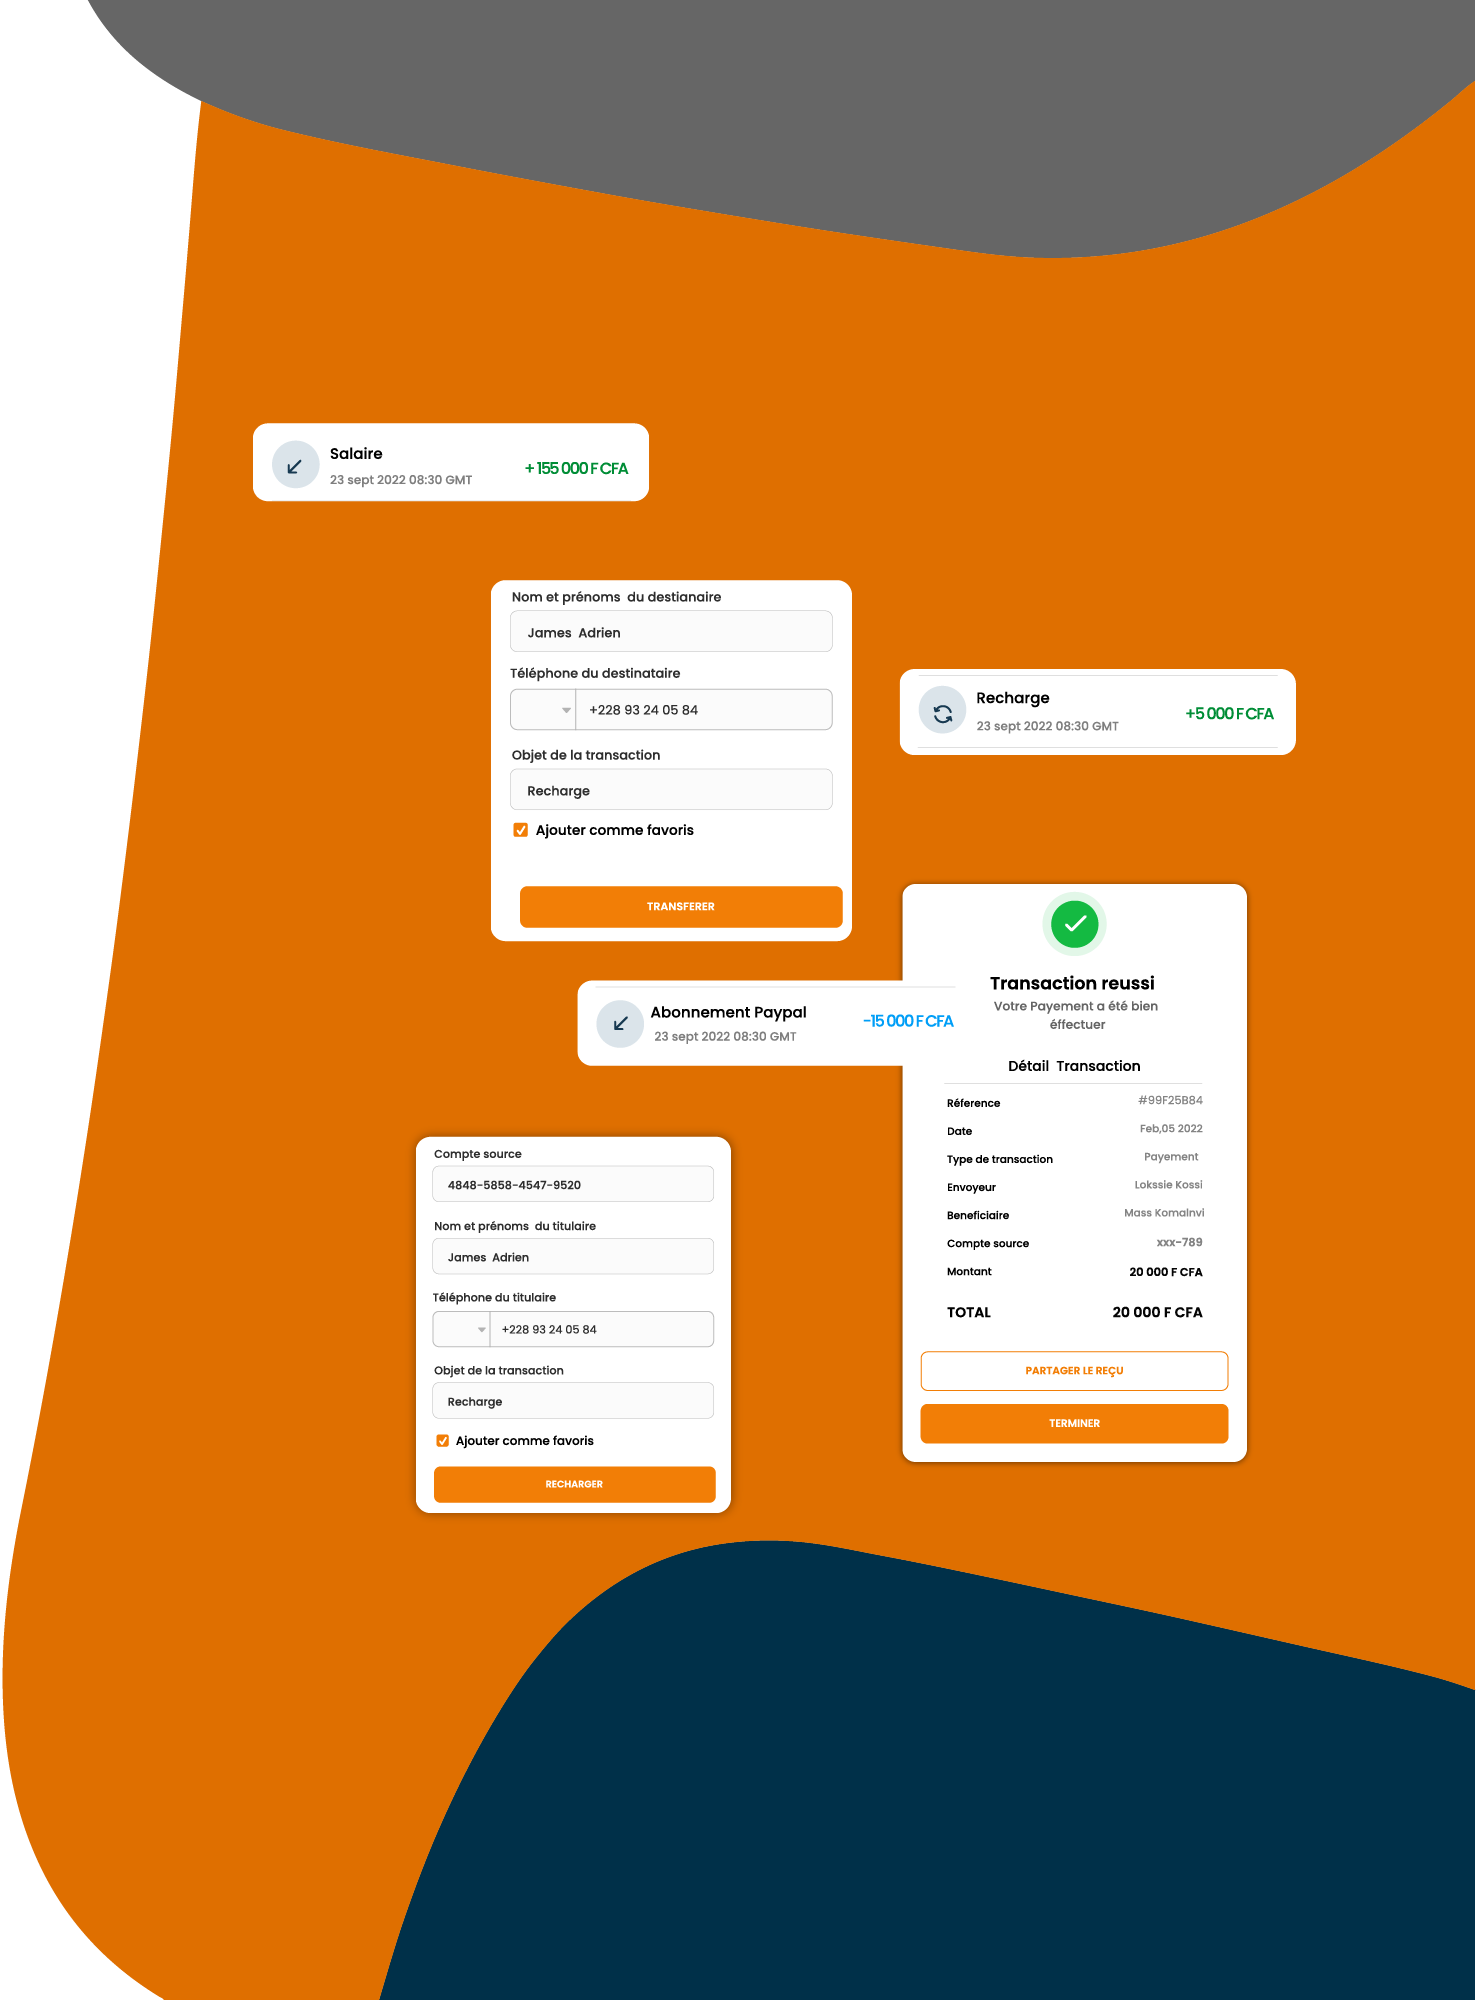 Salaire
23 sept 2022 08:30 GMT
+ 155 000 F CFA
Nom et prénoms du destianaire
James Adrien
Téléphone du destinataire
+228 93 24 05 84
Objet de la transaction
Recharge
Ajouter comme favoris
TRANSFERER
Recharge
23 sept 2022 08:30 GMT
+5 000 F CFA
Abonnement Paypal
23 sept 2022 08:30 GMT
-15 000 F CFA
Transaction reussi
Votre Payement a été bien
éffectuer
Détail Transaction
Réference #99F25B84
Date Feb,05 2022
Type de transaction Payement
Envoyeur Lokssie Kossi
Beneficiaire Mass Komalnvi
Compte source xxx-789
Montant 20 000 F CFA
TOTAL 20 000 F CFA
PARTAGER LE REÇU
TERMINER
Compte source
4848-5858-4547-9520
Nom et prénoms du titulaire
James Adrien
Téléphone du titulaire
+228 93 24 05 84
Objet de la transaction
Recharge
Ajouter comme favoris
RECHARGER